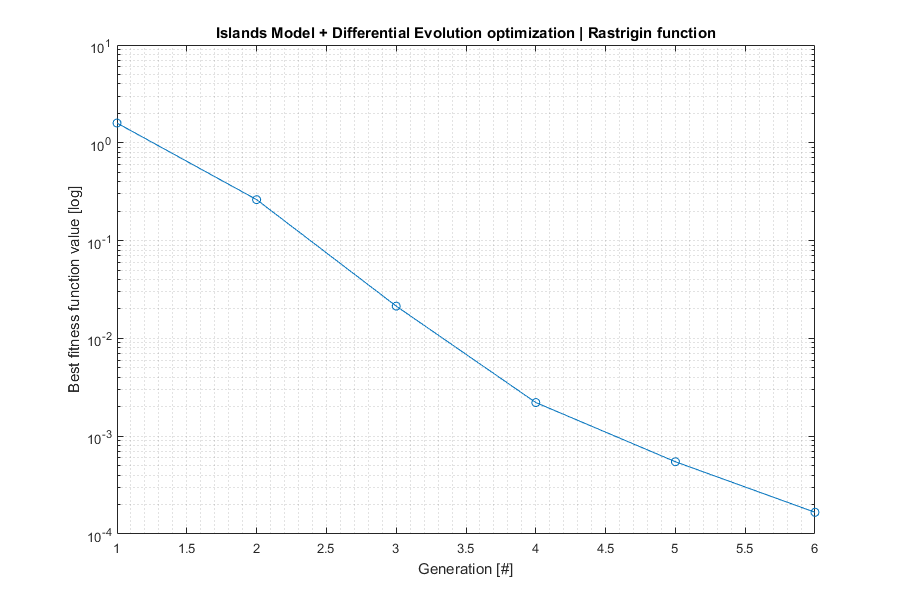 Islands Model + Differential Evolution optimization | Rastrigin function
10^1
10^0
10^-1
10^-2
10^-3
10^-4
Best fitness function value [log]
1 1.5 2 2.5 3 3.5 4 4.5 5 5.5 6
Generation [#]